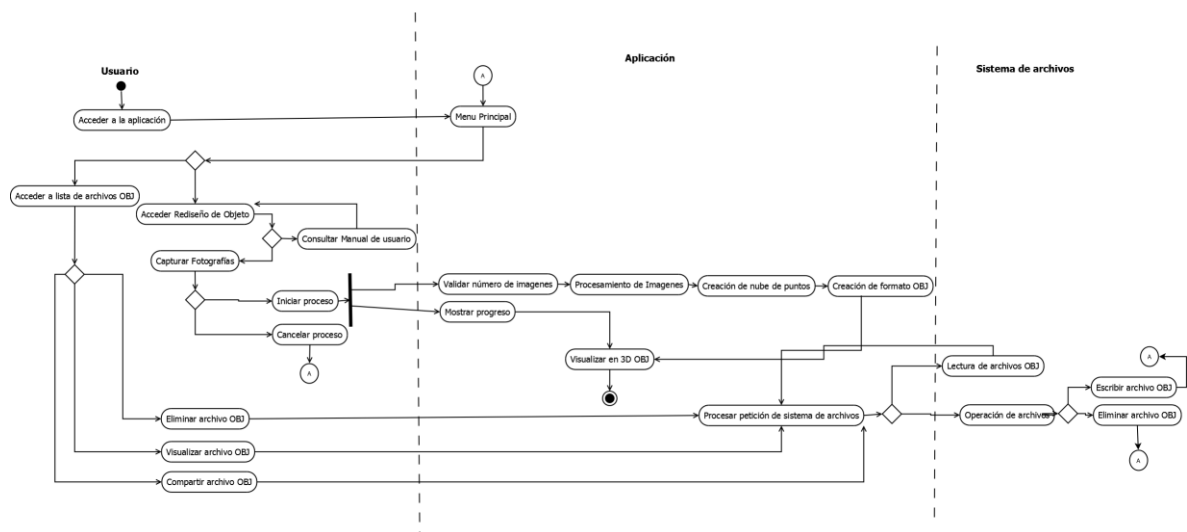 Aplicación
Usuario
Sistema de archivos
A
Acceder a la aplicación
Menu Principal
Acceder a lista de archivos OBJ
Acceder Rediseño de Objeto
Consultar Manual de usuario
Capturar Fotografías
Iniciar proceso
Validar número de imagenes
Procesamiento de Imagenes
Creación de nube de puntos
Creación de formato OBJ
Mostrar progreso
Cancelar proceso
A
Visualizar en 3D OBJ
Lectura de archivos OBJ
A
Escribir archivo OBJ
Eliminar archivo OBJ
Procesar petición de sistema de archivos
Operación de archivos
Eliminar archivo OBJ
A
Visualizar archivo OBJ
Compartir archivo OBJ